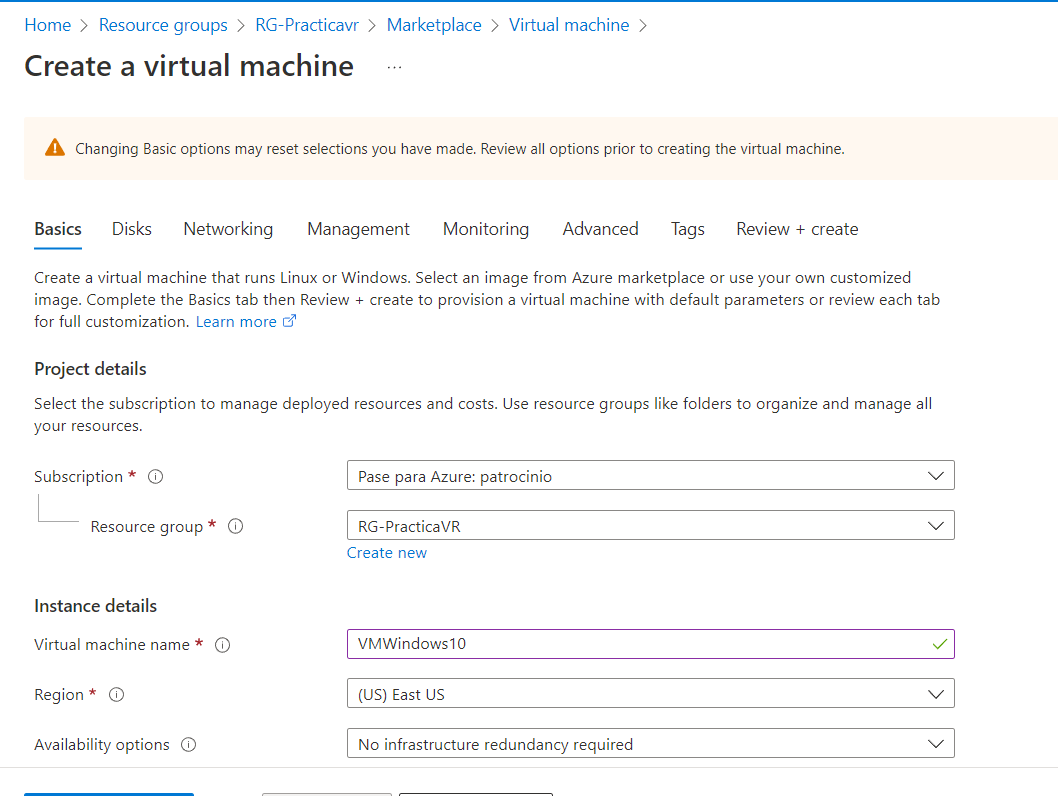 Home > Resource groups > RG-Practicavr > Marketplace > Virtual machine >
Create a virtual machine ...
Changing Basic options may reset selections you have made. Review all options prior to creating the virtual machine.
Basics Disks Networking Management Monitoring Advanced Tags Review + create
Create a virtual machine that runs Linux or Windows. Select an image from Azure marketplace or use your own customized
image. Complete the Basics tab then Review + create to provision a virtual machine with default parameters or review each tab
for full customization. Learn more
Project details
Select the subscription to manage deployed resources and costs. Use resource groups like folders to organize and manage all
your resources.
Subscription * Pase para Azure: patrocinio
Resource group * RG-PracticaVR
Create new
Instance details
Virtual machine name * VMWindows10
Region * (US) East US
Availability options No infrastructure redundancy required